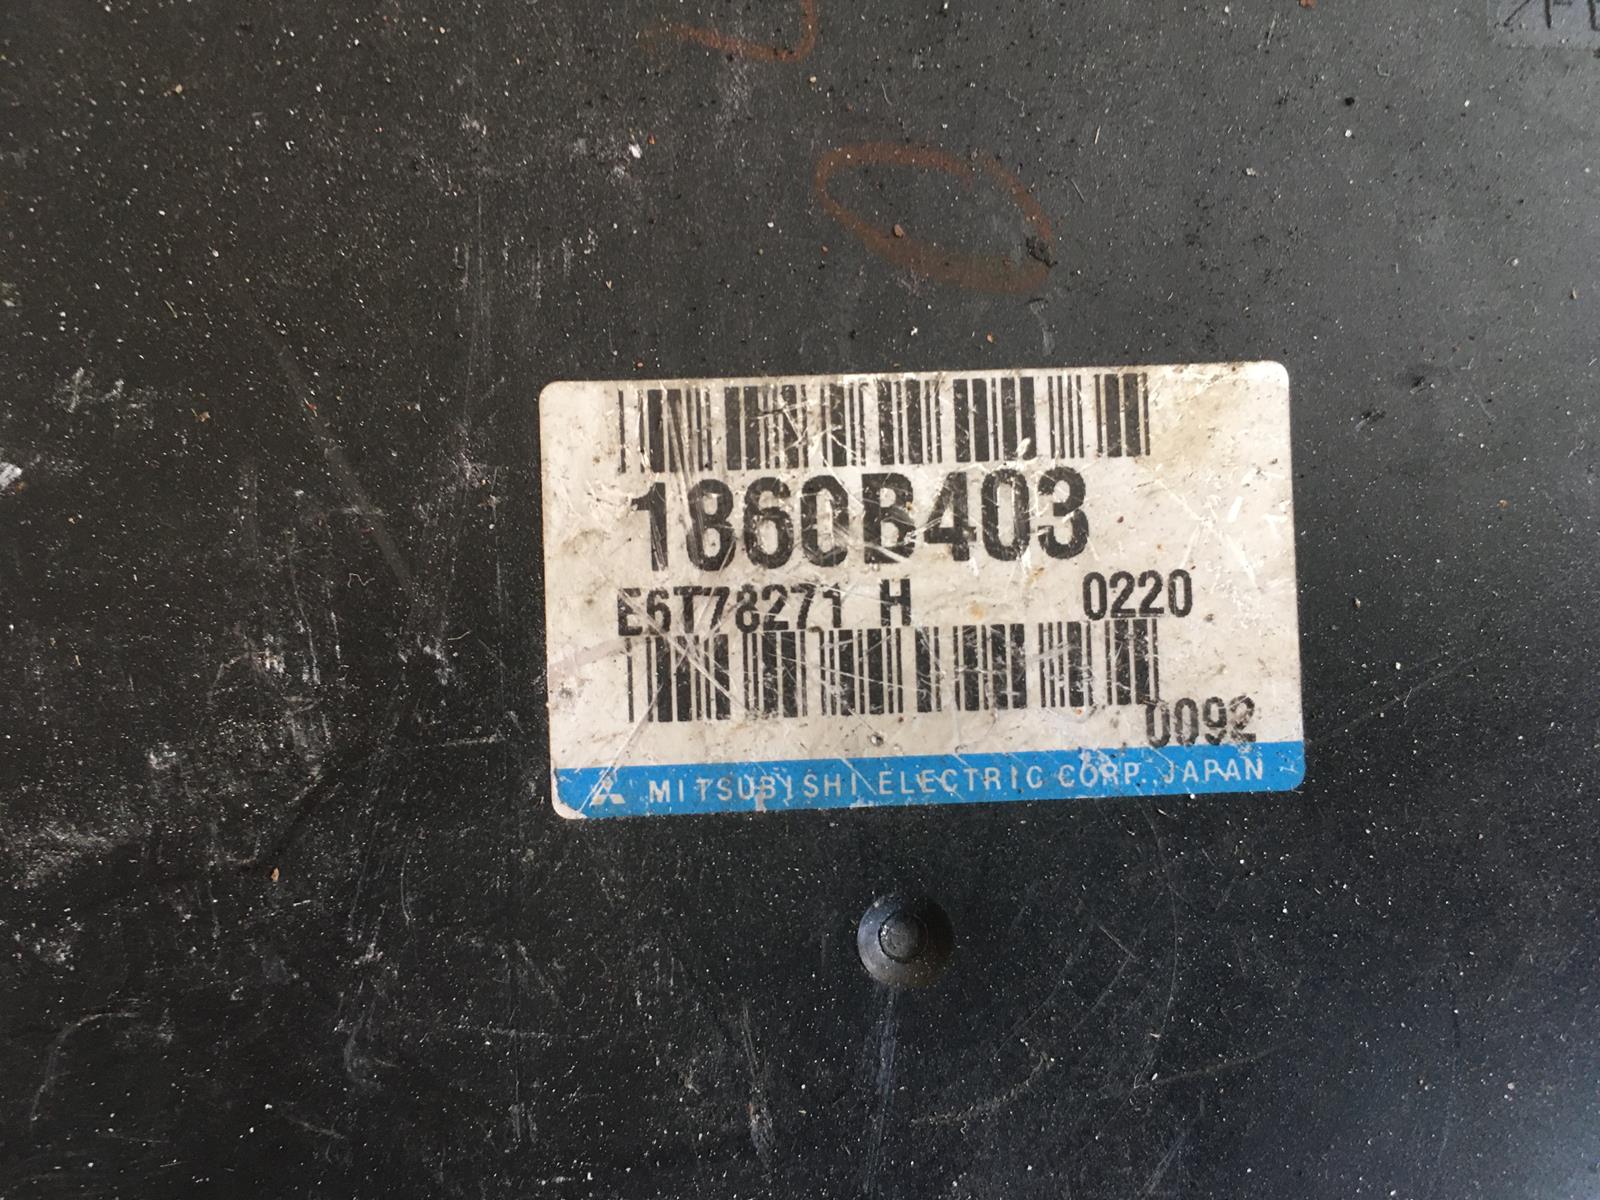 1860B403
E6T78271 H 0220
0092
MITSUBISHI ELECTRIC CORP. JAPAN